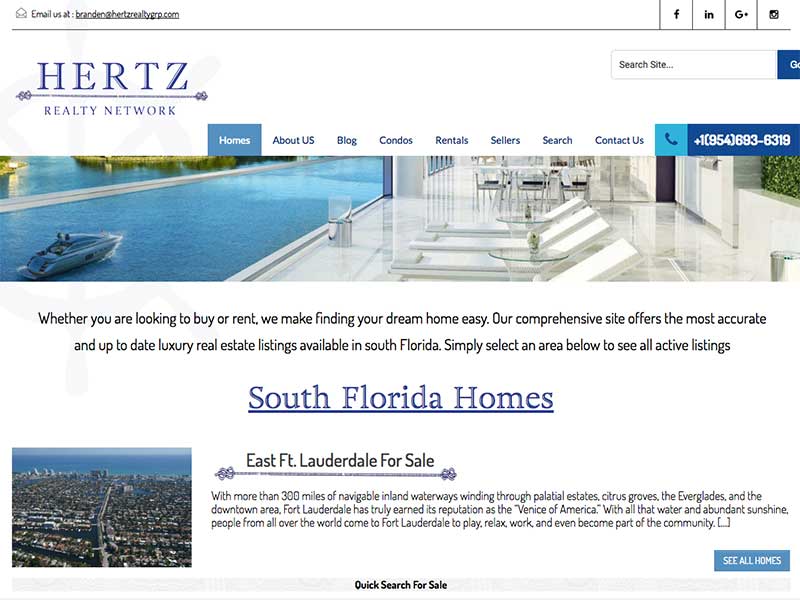 Email us at : branden@hertzrealtygrp.com
f in G+
Search Site...
Go
HERTZ
REALTY NETWORK
Homes About US Blog Condos Rentals Sellers Search Contact Us +1(954)693-6319
Whether you are looking to buy or rent, we make finding your dream home easy. Our comprehensive site offers the most accurate
and up to date luxury real estate listings available in south Florida. Simply select an area below to see all active listings
South Florida Homes
East Ft. Lauderdale For Sale
With more than 300 miles of navigable inland waterways winding through palatial estates, citrus groves, the Everglades, and the
downtown area, Fort Lauderdale has truly earned its reputation as the “Venice of America.” With all that water and abundant sunshine,
people from all over the world come to Fort Lauderdale to play, relax, work, and even become part of the community. [...]
SEE ALL HOMES
Quick Search For Sale